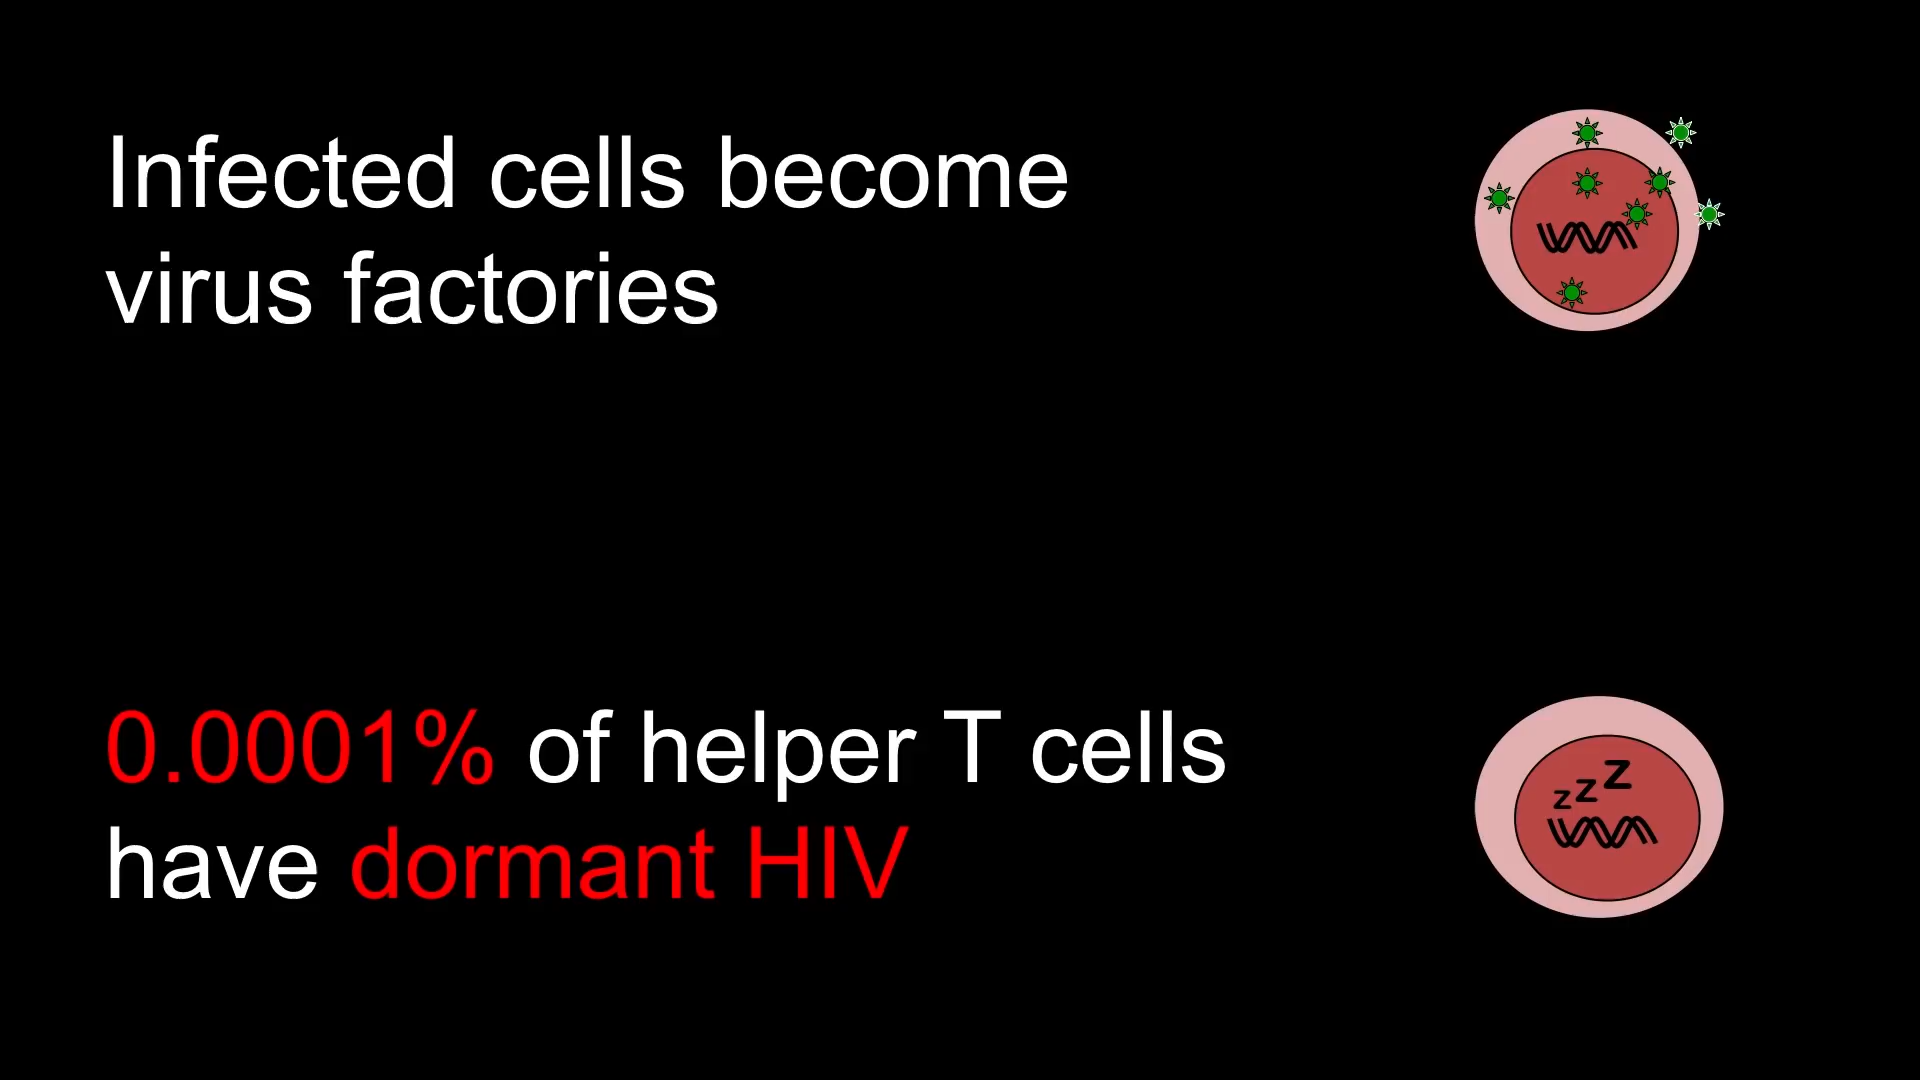 Infected cells become
virus factories
0.0001% of helper T cells
have dormant HIV
z z z